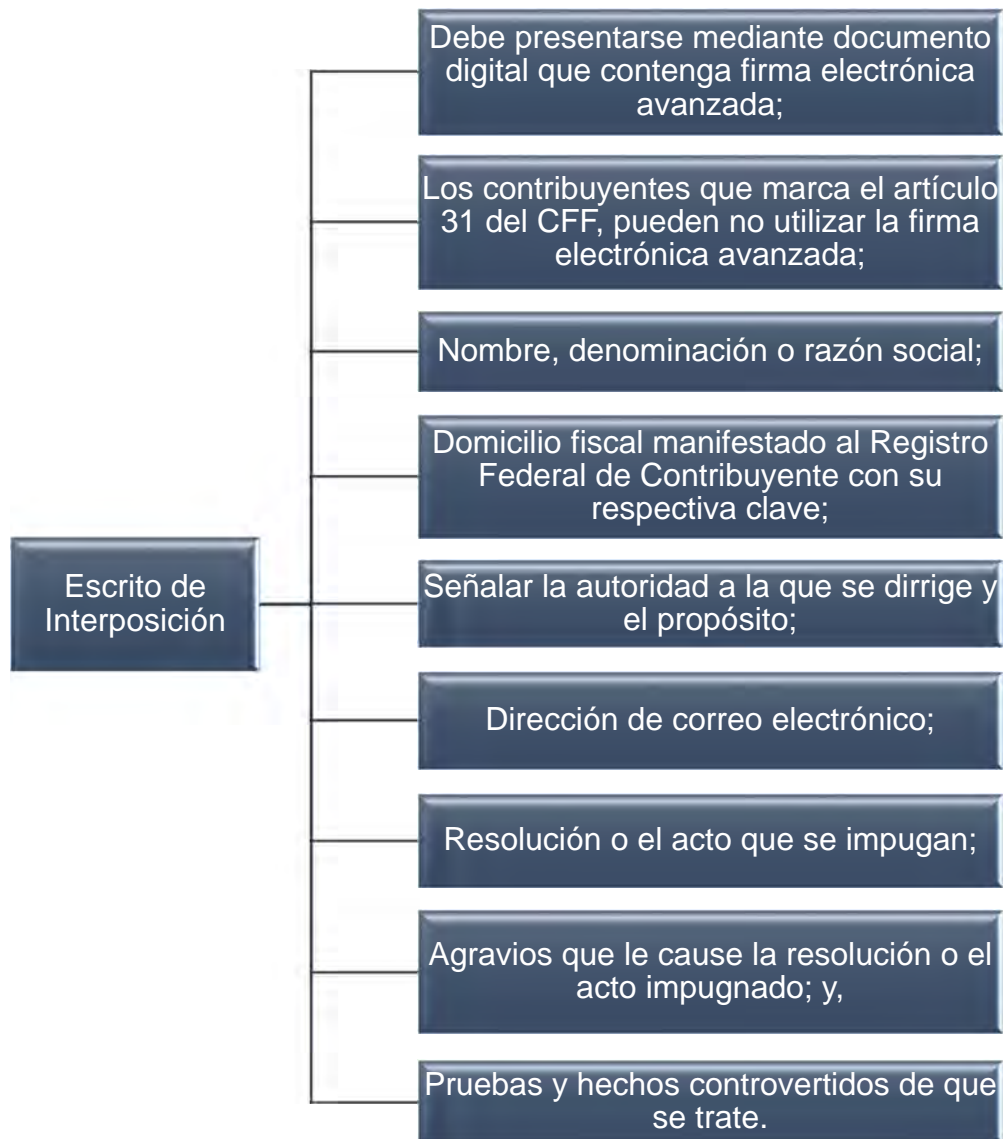 Debe presentarse mediante documento
digital que contenga firma electrónica
avanzada;
Los contribuyentes que marca el artículo
31 del CFF, pueden no utilizar la firma
electrónica avanzada;
Nombre, denominación o razón social;
Domicilio fiscal manifestado al Registro
Federal de Contribuyente con su
respectiva clave;
Escrito de
Interposición
Señalar la autoridad a la que se dirrige y
el propósito;
Dirección de correo electrónico;
Resolución o el acto que se impugan;
Agravios que le cause la resolución o el
acto impugnado; y,
Pruebas y hechos controvertidos de que
se trate.